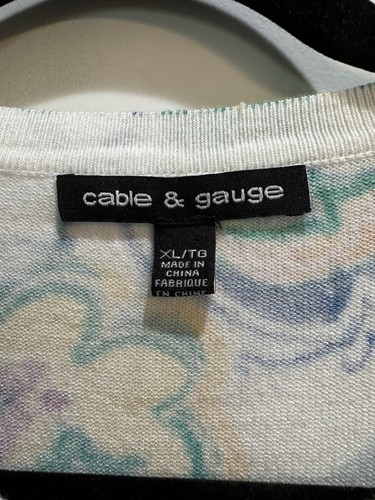 cable & gauge
XL/TG
MADE IN
CHINA
FABRIQUE
EN CHINE